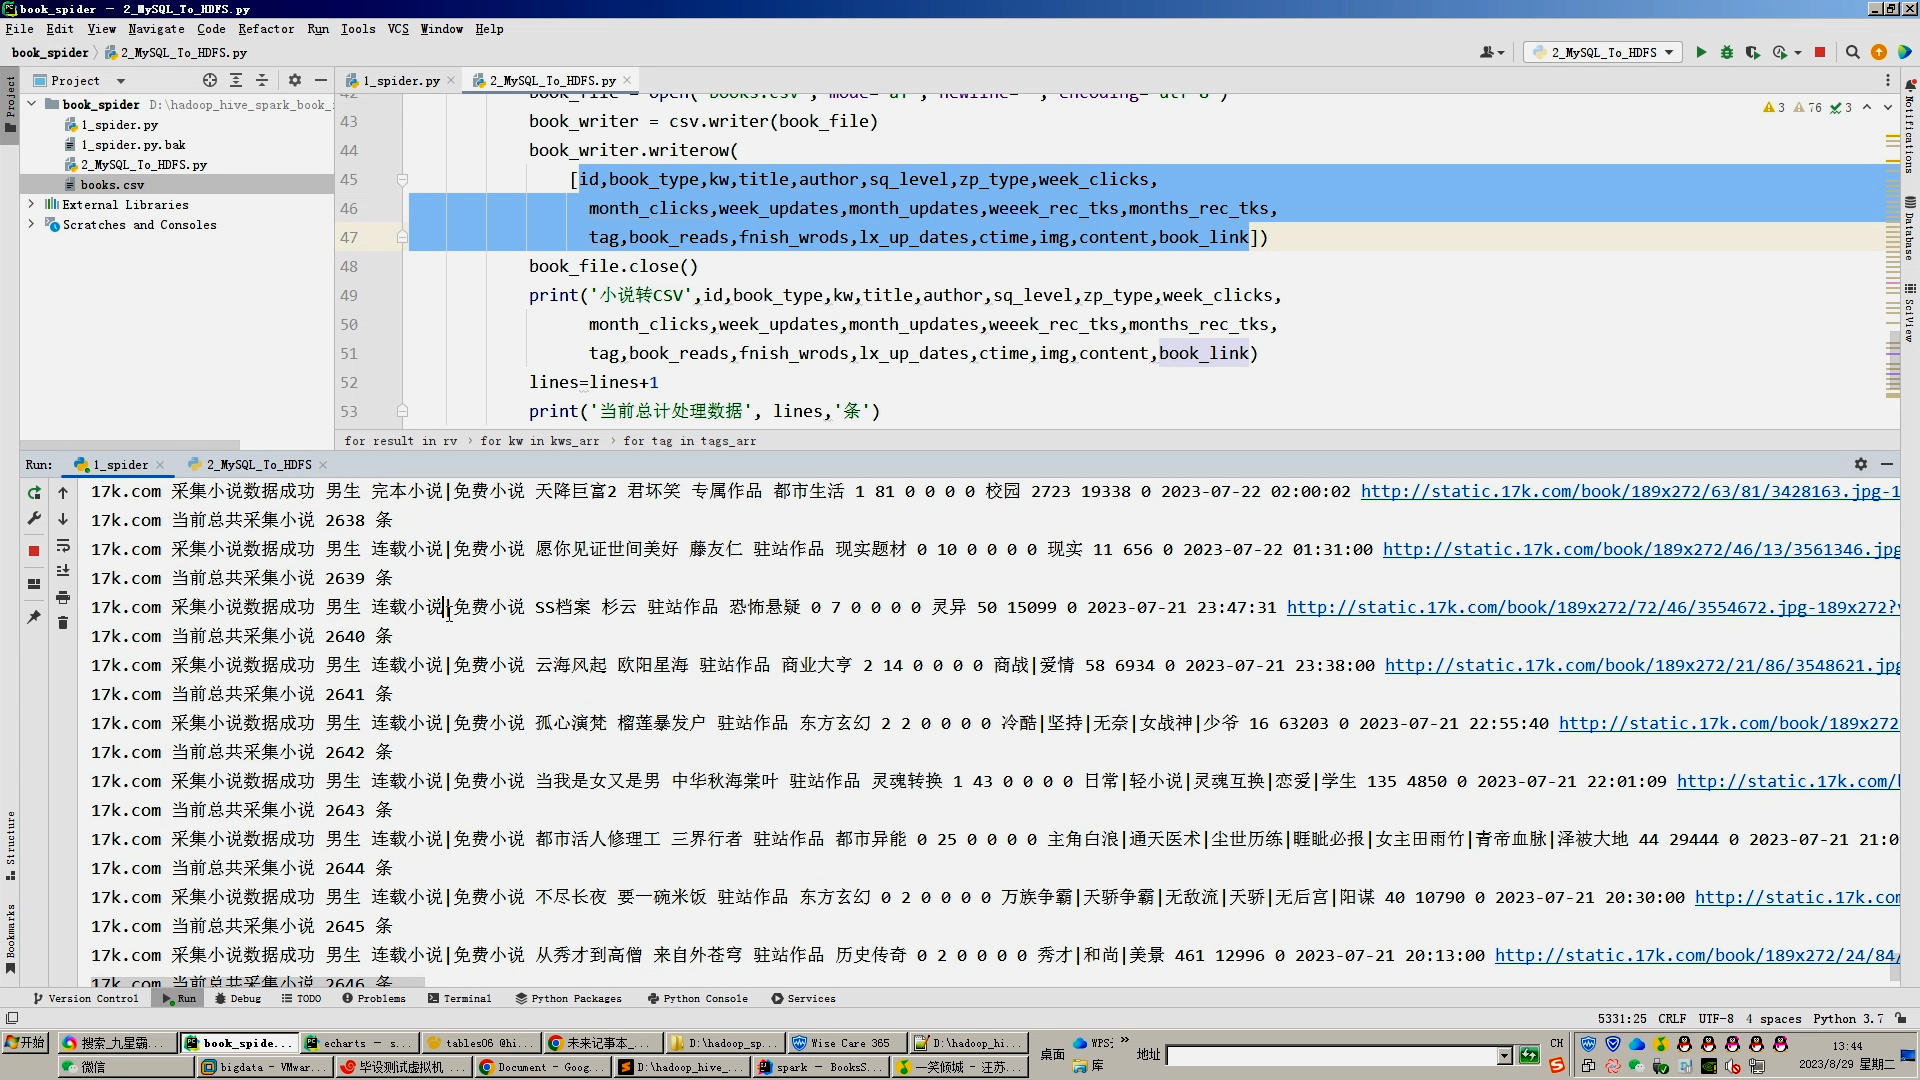 book_spider — 2_MySQL_To_HDFS.py
File Edit View Navigate Code Refactor Run Tools VCS Window Help
book_spider 2_MySQL_To_HDFS.py
2_MySQL_To_HDFS
Project
1_spider.py
2_MySQL_To_HDFS.py
book_spider D:\hadoop_hive_spark_book_
1_spider.py
1_spider.py.bak
2_MySQL_To_HDFS.py
books.csv
External Libraries
Scratches and Consoles
3 76 3
43 book_writer = csv.writer(book_file)
44 book_writer.writerow(
45 [id,book_type,kw,title,author,sq_level,zp_type,week_clicks,
46 month_clicks,week_updates,month_updates,weeek_rec_tks,months_rec_tks,
47 tag,book_reads,fnish_wrods,lx_up_dates,ctime,img,content,book_link])
48 book_file.close()
49 print('小说转CSV',id,book_type,kw,title,author,sq_level,zp_type,week_clicks,
50 month_clicks,week_updates,month_updates,weeek_rec_tks,months_rec_tks,
51 tag,book_reads,fnish_wrods,lx_up_dates,ctime,img,content,book_link)
52 lines=lines+1
53 print('当前总计处理数据', lines,'条')
for result in rv > for kw in kws_arr > for tag in tags_arr
Run: 1_spider 2_MySQL_To_HDFS
17k.com 采集小说数据成功 男生 完本小说|免费小说 天降巨富2 君坏笑 专属作品 都市生活 1 81 0 0 0 0 校园 2723 19338 0 2023-07-22 02:00:02 http://static.17k.com/book/189x272/63/81/3428163.jpg-1
17k.com 当前总共采集小说 2638 条
17k.com 采集小说数据成功 男生 连载小说|免费小说 愿你见证世间美好 藤友仁 驻站作品 现实题材 0 10 0 0 0 0 现实 11 656 0 2023-07-22 01:31:00 http://static.17k.com/book/189x272/46/13/3561346.jpg
17k.com 当前总共采集小说 2639 条
17k.com 采集小说数据成功 男生 连载小说|免费小说 SS档案 杉云 驻站作品 恐怖悬疑 0 7 0 0 0 0 灵异 50 15099 0 2023-07-21 23:47:31 http://static.17k.com/book/189x272/72/46/3554672.jpg-189x272?v
17k.com 当前总共采集小说 2640 条
17k.com 采集小说数据成功 男生 连载小说|免费小说 云海风起 欧阳星海 驻站作品 商业大亨 2 14 0 0 0 0 商战|爱情 58 6934 0 2023-07-21 23:38:00 http://static.17k.com/book/189x272/21/86/3548621.jpg
17k.com 当前总共采集小说 2641 条
17k.com 采集小说数据成功 男生 连载小说|免费小说 孤心演梵 榴莲暴发户 驻站作品 东方玄幻 2 2 0 0 0 0 冷酷|坚持|无奈|女战神|少爷 16 63203 0 2023-07-21 22:55:40 http://static.17k.com/book/189x272
17k.com 当前总共采集小说 2642 条
17k.com 采集小说数据成功 男生 连载小说|免费小说 当我是女又是男 中华秋海棠叶 驻站作品 灵魂转换 1 43 0 0 0 0 日常|轻小说|灵魂互换|恋爱|学生 135 4850 0 2023-07-21 22:01:09 http://static.17k.com/
17k.com 当前总共采集小说 2643 条
17k.com 采集小说数据成功 男生 连载小说|免费小说 都市活人修理工 三界行者 驻站作品 都市异能 0 25 0 0 0 0 主角白浪|通天医术|尘世历练|睚眦必报|女主田雨竹|青帝血脉|泽被大地 44 29444 0 2023-07-21 21:0
17k.com 当前总共采集小说 2644 条
17k.com 采集小说数据成功 男生 连载小说|免费小说 不尽长夜 要一碗米饭 驻站作品 东方玄幻 0 2 0 0 0 0 万族争霸|天骄争霸|无敌流|天骄|无后宫|阳谋 40 10790 0 2023-07-21 20:30:00 http://static.17k.com
17k.com 当前总共采集小说 2645 条
17k.com 采集小说数据成功 男生 连载小说|免费小说 从秀才到高僧 来自外苍穹 驻站作品 历史传奇 0 2 0 0 0 0 秀才|和尚|美景 461 12996 0 2023-07-21 20:13:00 http://static.17k.com/book/189x272/24/84/
17k.com 当前总共采集小说 2646 条
Version Control Run Debug TODO Problems Terminal Python Packages Python Console Services
5331:25 CRLF UTF-8 4 spaces Python 3.7
开始 搜索_九星霸... book_spide... echarts — s... tables06 @hi... 未来记事本_... D:\hadoop_sp... Wise Care 365 D:\hadoop_hi... 桌面 WPS云 地址 CH 13:44
微信 bigdata - VMwar... 毕设测试虚拟机 ... Document - Goog... D:\hadoop_hive_... spark — BooksS... 一笑倾城 - 汪苏... 库 2023/8/29 星期二
Project
Structure
Bookmarks
Notifications
Database
SciView